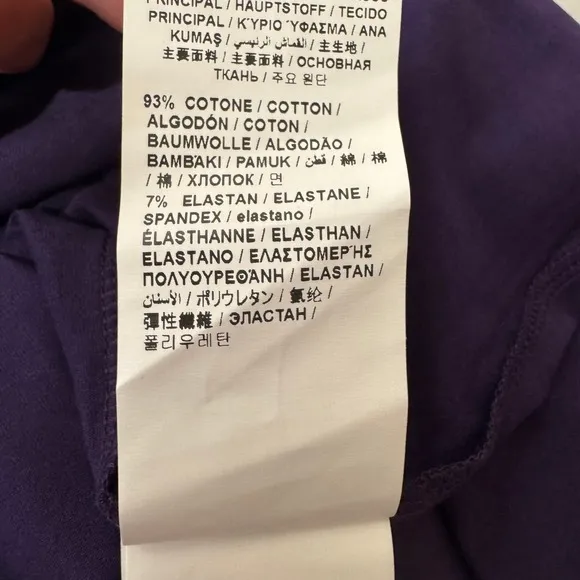 PRINCIPAL / HAUPTSTOFF / TECIDO
PRINCIPAL / ΚΎΡΙΟ ΎΦΑΣΜΑ / ANA
KUMAŞ / القماش الرئيسي / 主生地 /
主要面料 / 主要面料 / ОСНОВНАЯ
ТКАНЬ / 주요 원단
93% COTONE / COTTON /
ALGODÓN / COTON /
BAUMWOLLE / ALGODÃO /
ΒΑΜΒΆΚΙ / PAMUK / قطن / 綿 / 棉
/ 棉 / ХЛОПОК / 면
7% ELASTAN / ELASTANE /
SPANDEX / elastano /
ÉLASTHANNE / ELASTHAN /
ELASTANO / ΕΛΑΣΤΟΜΕΡΉΣ
ΠΟΛΥΟΥΡΕΘΆΝΗ / ELASTAN /
الأسنان / ポリウレタン / 氨纶 /
彈性纖維 / ЭЛАСТАН /
폴리우레탄